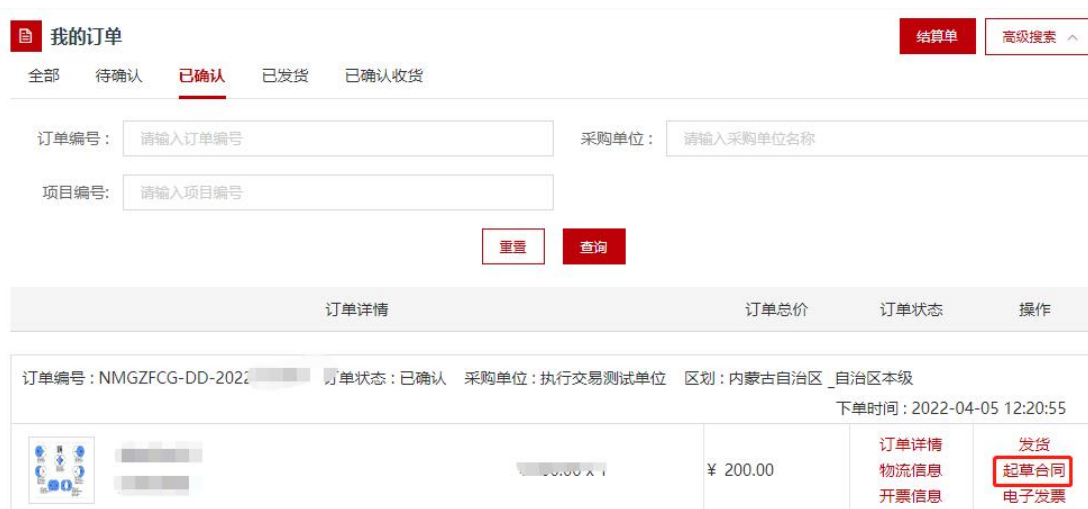 我的订单
结算单
高级搜索
全部 待确认 已确认 已发货 已确认收货
订单编号： 请输入订单编号 采购单位： 请输入采购单位名称
项目编号: 请输入项目编号
重置 查询
订单详情 订单总价 订单状态 操作
订单编号：NMGZFCG-DD-2022 订单状态：已确认 采购单位：执行交易测试单位 区划：内蒙古自治区_自治区本级
下单时间：2022-04-05 12:20:55
¥ 200.00
订单详情 发货
物流信息 起草合同
开票信息 电子发票